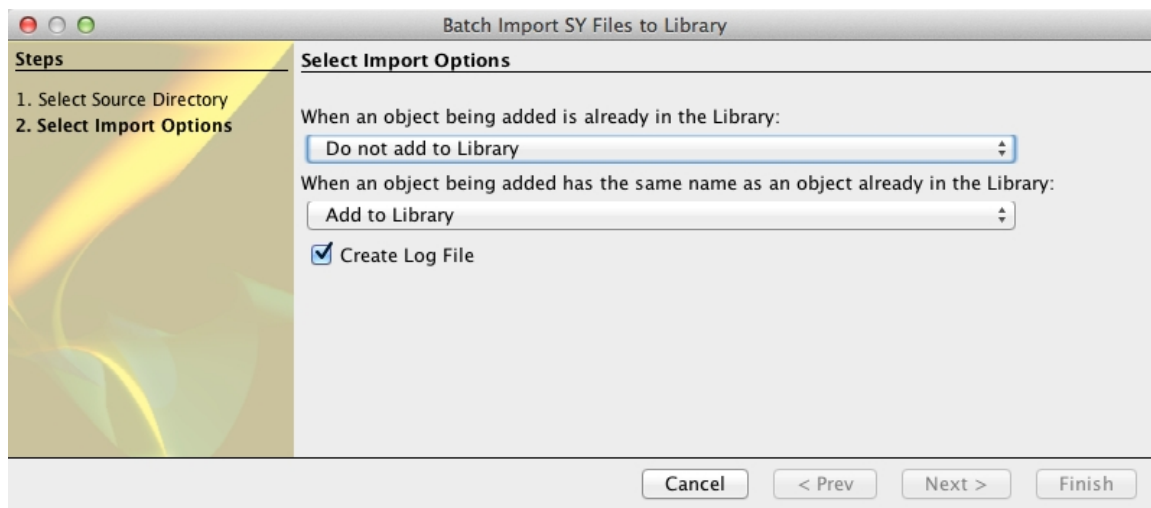 Batch Import SY Files to Library
Steps
1. Select Source Directory
2. Select Import Options
Select Import Options
When an object being added is already in the Library:
Do not add to Library
When an object being added has the same name as an object already in the Library:
Add to Library
Create Log File
Cancel
< Prev
Next >
Finish